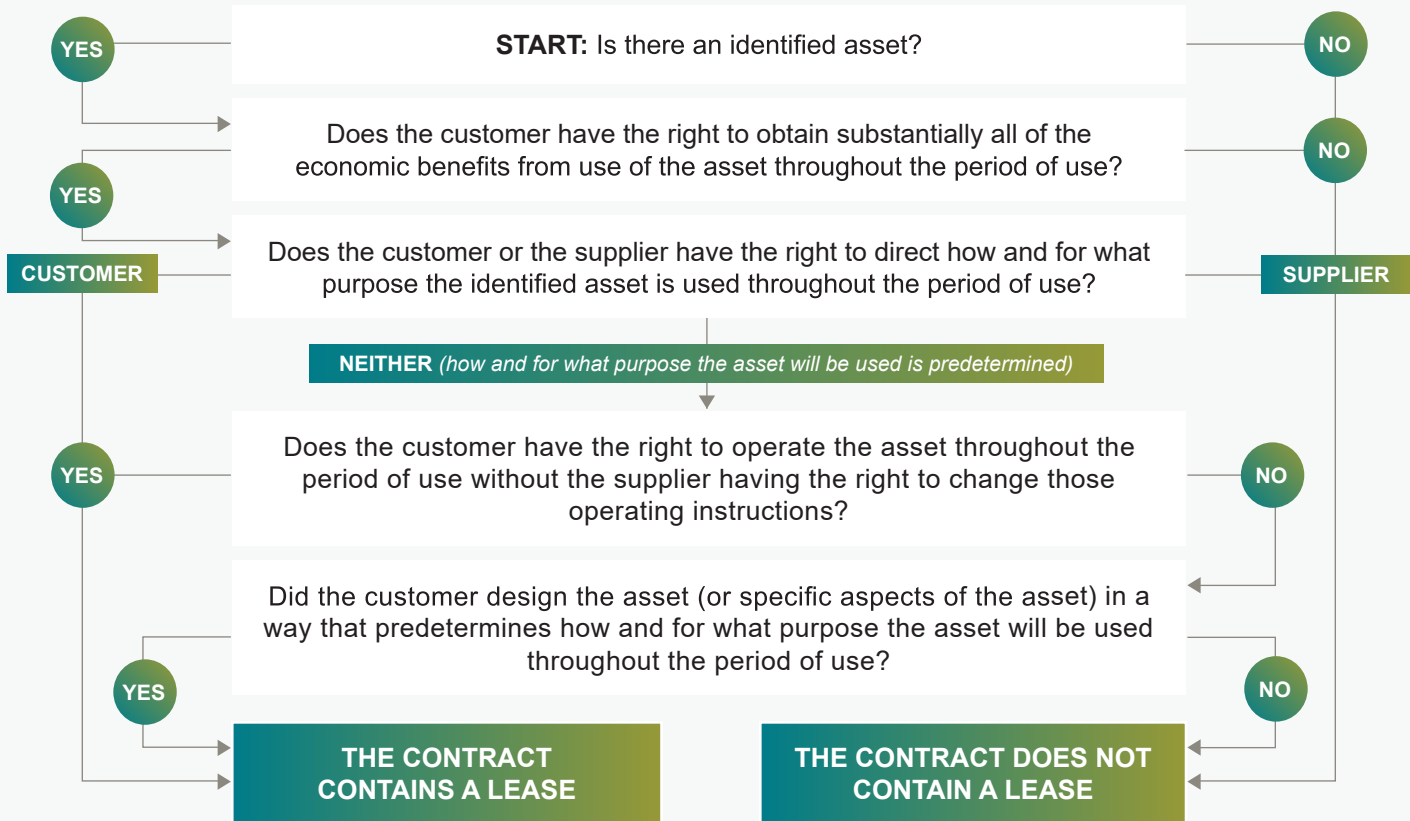 YES
START: Is there an identified asset?
NO
Does the customer have the right to obtain substantially all of the
economic benefits from use of the asset throughout the period of use?
NO
YES
Does the customer or the supplier have the right to direct how and for what
purpose the identified asset is used throughout the period of use?
CUSTOMER
SUPPLIER
NEITHER (how and for what purpose the asset will be used is predetermined)
Does the customer have the right to operate the asset throughout the
period of use without the supplier having the right to change those
operating instructions?
YES
NO
Did the customer design the asset (or specific aspects of the asset) in a
way that predetermines how and for what purpose the asset will be used
throughout the period of use?
YES
NO
THE CONTRACT
CONTAINS A LEASE
THE CONTRACT DOES NOT
CONTAIN A LEASE